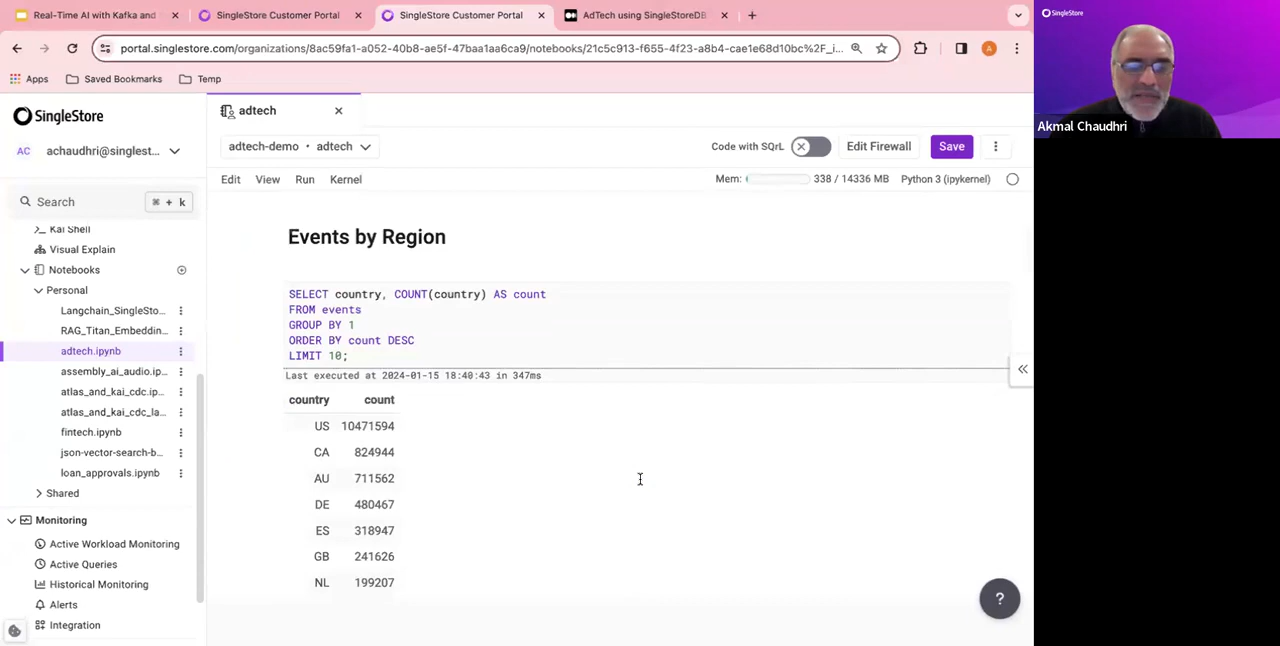 Real-Time AI with Kafka and
SingleStore Customer Portal
SingleStore Customer Portal
AdTech using SingleStoreDB
portal.singlestore.com/organizations/8ac59fa1-a052-40b8-ae5f-47baa1aa6ca9/notebooks/21c5c913-f655-4f23-a8b4-cae1e68d10bc%2F_i...
A
Apps
Saved Bookmarks
Temp
SingleStore
AC
achaudhri@singlest...
Search
⌘ + k
Kai Shell
Visual Explain
Notebooks
Personal
Langchain_SingleSto...
RAG_Titan_Embeddin...
adtech.ipynb
assembly_ai_audio.ip...
atlas_and_kai_cdc.ip...
atlas_and_kai_cdc_la...
fintech.ipynb
json-vector-search-b...
loan_approvals.ipynb
Shared
Monitoring
Active Workload Monitoring
Active Queries
Historical Monitoring
Alerts
Integration
adtech
adtech-demo • adtech
Code with SQrL
Edit Firewall
Save
Edit
View
Run
Kernel
Mem:
338 / 14336 MB
Python 3 (ipykernel)
Events by Region
SELECT country, COUNT(country) AS count
FROM events
GROUP BY 1
ORDER BY count DESC
LIMIT 10;
Last executed at 2024-01-15 18:40:43 in 347ms
country count
US 10471594
CA 824944
AU 711562
DE 480467
ES 318947
GB 241626
NL 199207
?
SingleStore
Akmal Chaudhri